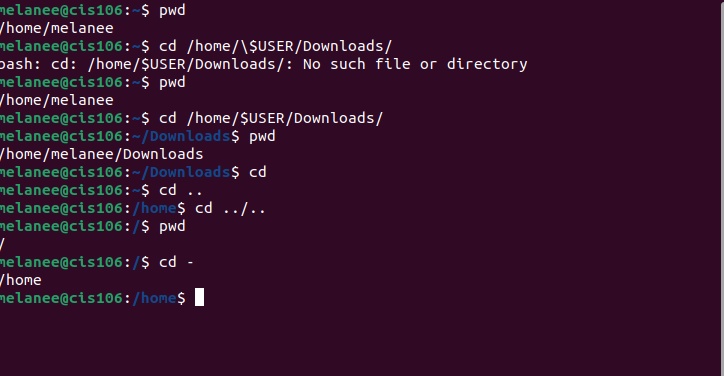 melanee@cis106:~$ pwd
/home/melanee
melanee@cis106:~$ cd /home/\$USER/Downloads/
bash: cd: /home/$USER/Downloads/: No such file or directory
melanee@cis106:~$ pwd
/home/melanee
melanee@cis106:~$ cd /home/$USER/Downloads/
melanee@cis106:~/Downloads$ pwd
/home/melanee/Downloads
melanee@cis106:~/Downloads$ cd
melanee@cis106:~$ cd ..
melanee@cis106:/home$ cd ../..
melanee@cis106:/$ pwd
/
melanee@cis106:/$ cd -
/home
melanee@cis106:/home$